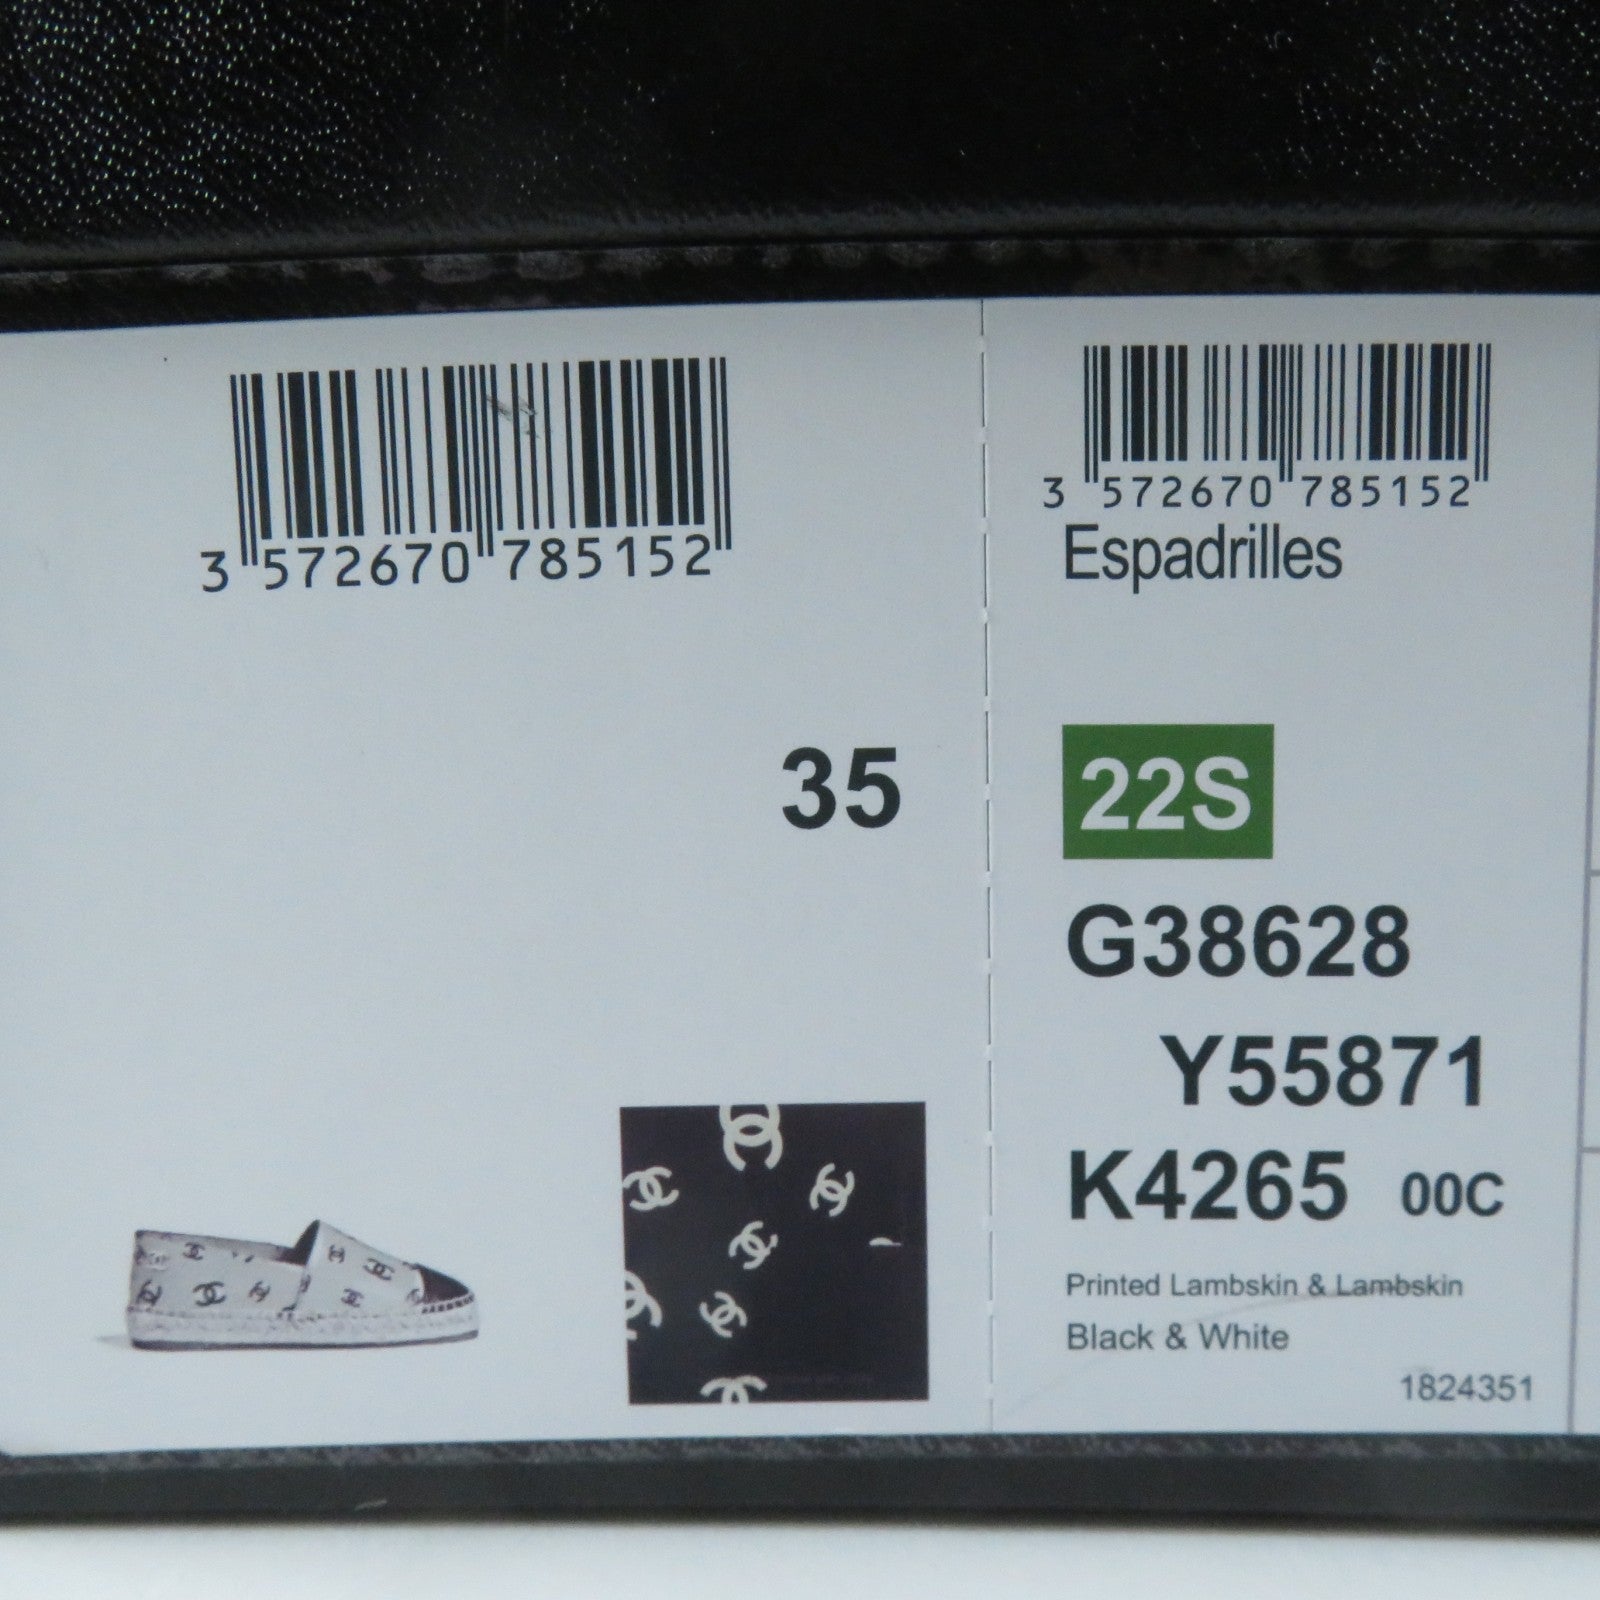 3 572670 785152
35
3 572670 785152
Espadrilles
22S
G38628
Y55871
K4265 00C
Printed Lambskin & Lambskin
Black & White
1824351